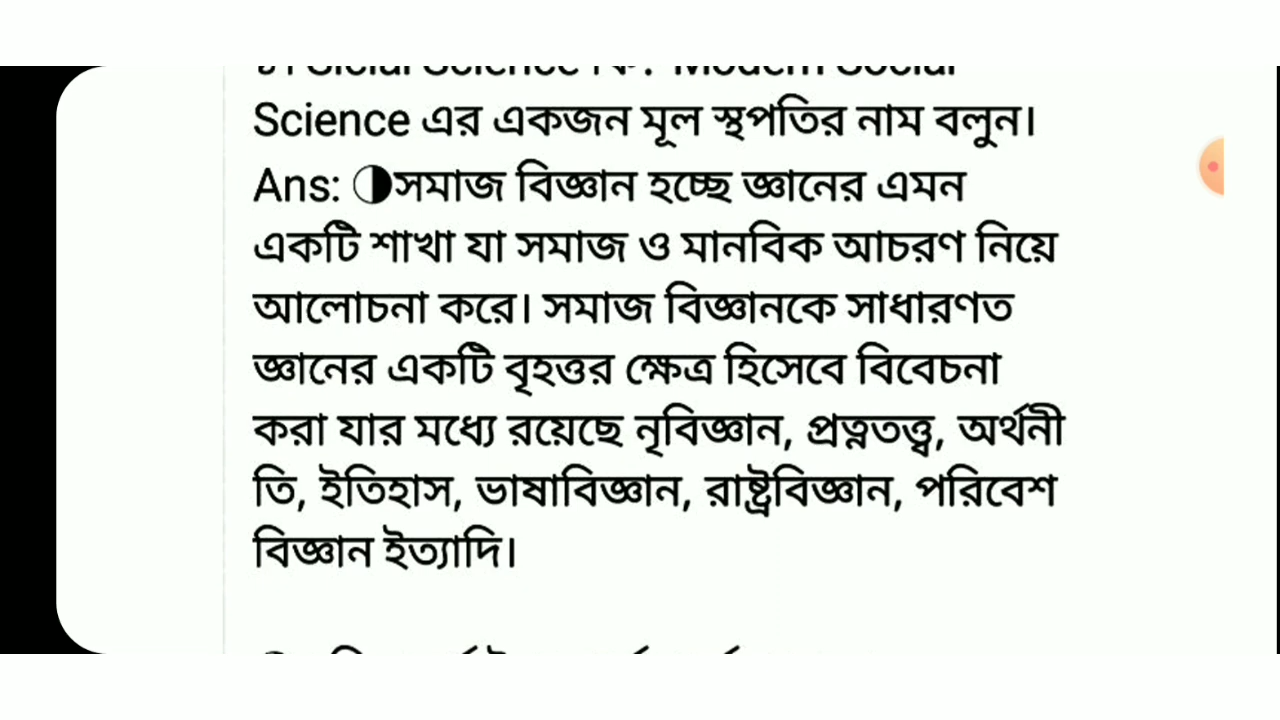 Science এর একজন মূল স্থপতির নাম বলুন।
Ans: ◑সমাজ বিজ্ঞান হচ্ছে জ্ঞানের এমন
একটি শাখা যা সমাজ ও মানবিক আচরণ নিয়ে
আলোচনা করে। সমাজ বিজ্ঞানকে সাধারণত
জ্ঞানের একটি বৃহত্তর ক্ষেত্র হিসেবে বিবেচনা
করা যার মধ্যে রয়েছে নৃবিজ্ঞান, প্রত্নতত্ত্ব, অর্থনী
তি, ইতিহাস, ভাষাবিজ্ঞান, রাষ্ট্রবিজ্ঞান, পরিবেশ
বিজ্ঞান ইত্যাদি।